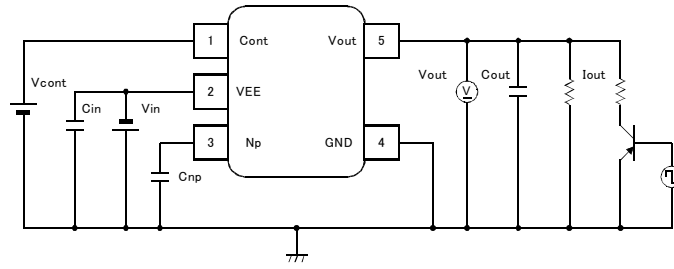 1 Cont Vout 5
Vcont
Vout Cout Iout
2 VEE
Cin Vin
V
3 Np GND 4
Cnp